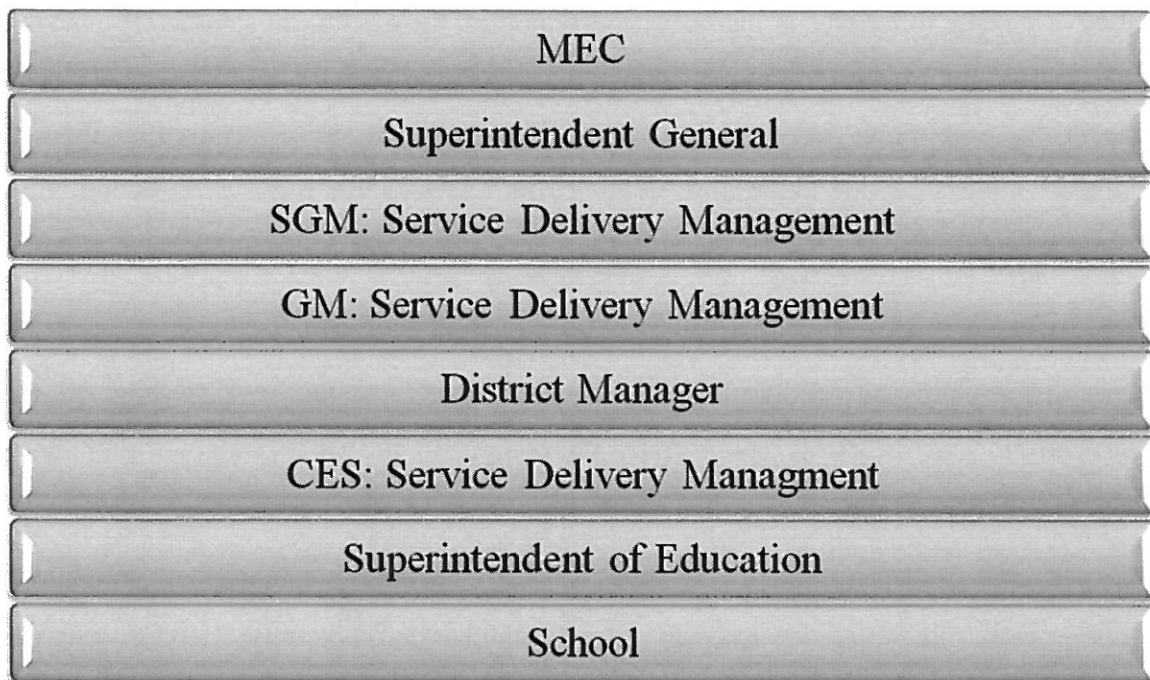 MEC
Superintendent General
SGM: Service Delivery Management
GM: Service Delivery Management
District Manager
CES: Service Delivery Managment
Superintendent of Education
School